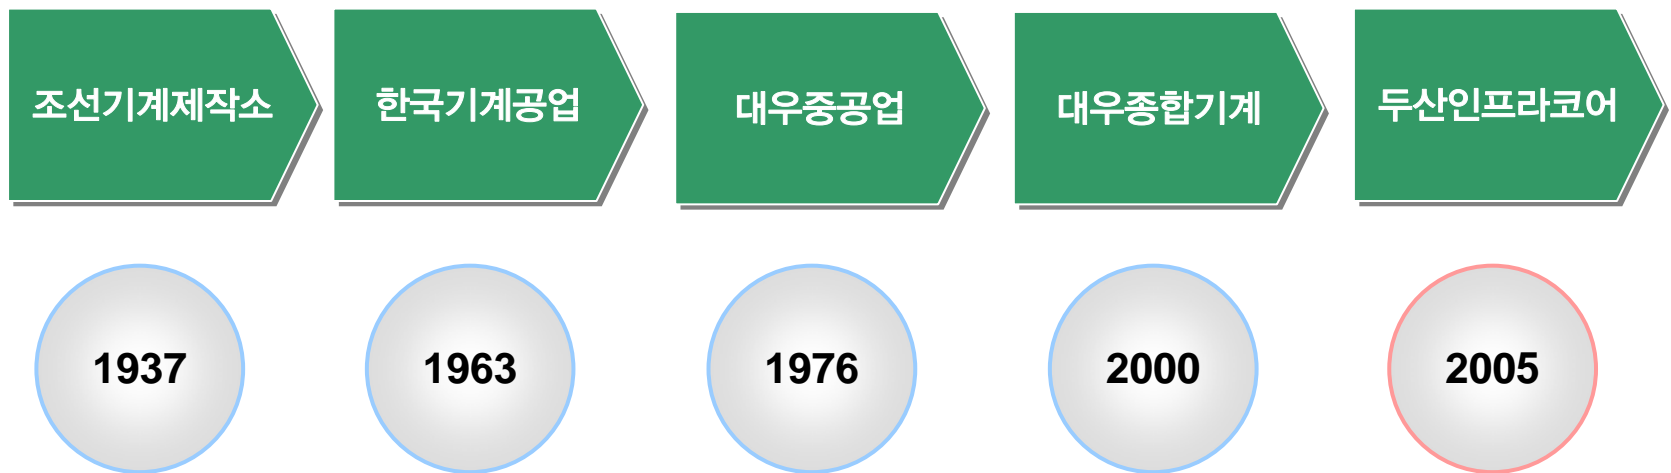 조선기계제작소
한국기계공업
대우중공업
대우종합기계
두산인프라코어
1937
1963
1976
2000
2005